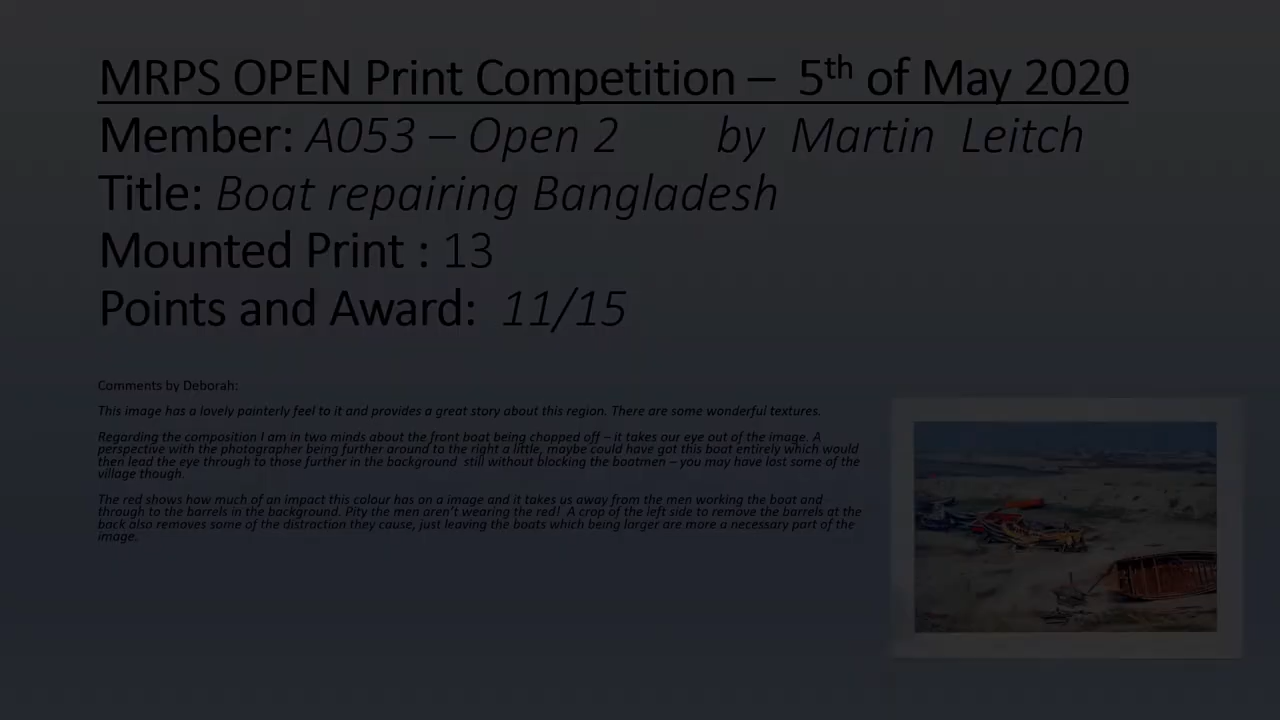 MRPS OPEN Print Competition – 5th of May 2020
Member: A053 – Open 2 by Martin Leitch
Title: Boat repairing Bangladesh
Mounted Print : 13
Points and Award: 11/15
Comments by Deborah:
This image has a lovely painterly feel to it and provides a great story about this region. There are some wonderful textures.
Regarding the composition I am in two minds about the front boat being chopped off – it takes our eye out of the image. A
perspective with the photographer being further around to the right a little, maybe could have got this boat entirely which would
then lead the eye through to those further in the background still without blocking the boatmen – you may have lost some of the
village though.
The red shows how much of an impact this colour has on a image and it takes us away from the men working the boat and
through to the barrels in the background. Pity the men aren't wearing the red! A crop of the left side to remove the barrels at the
back also removes some of the distraction they cause, just leaving the boats which being larger are more a necessary part of the
image.